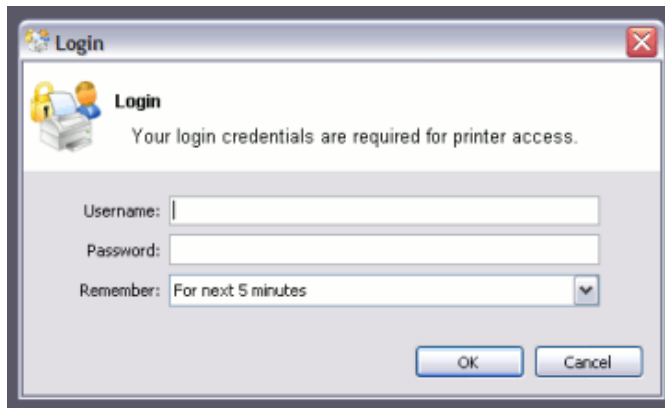 Login
Login
Your login credentials are required for printer access.
Username:
Password:
Remember: For next 5 minutes
OK Cancel